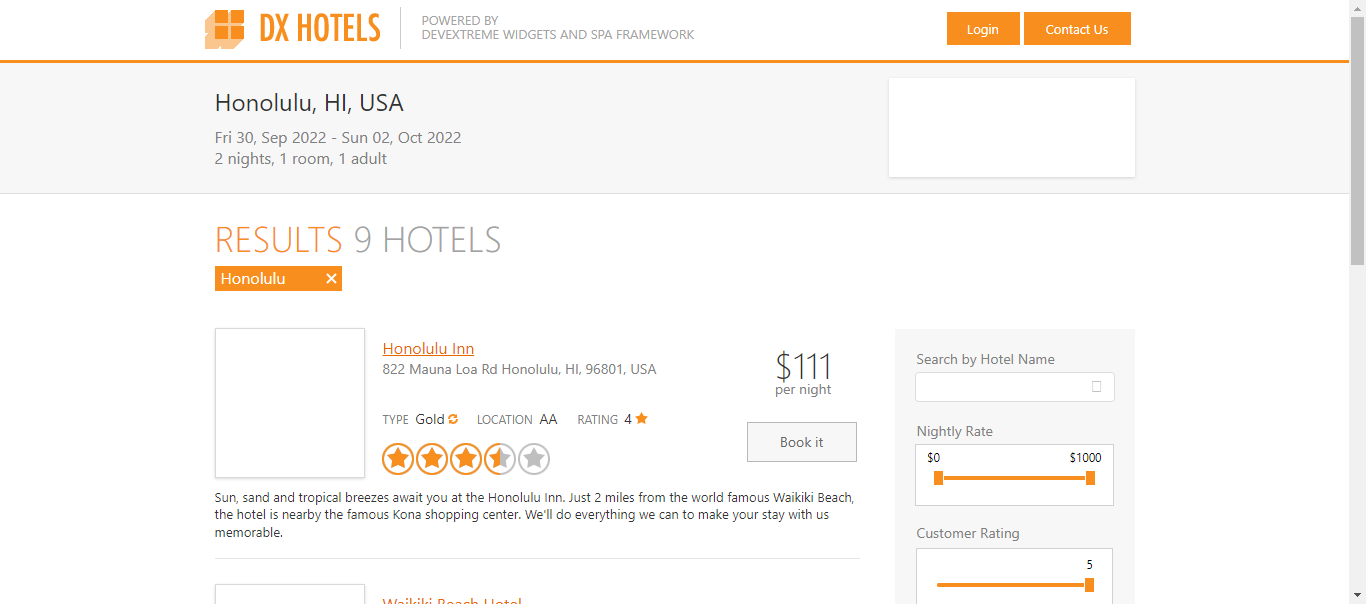 DX HOTELS
POWERED BY
DEVEXTREME WIDGETS AND SPA FRAMEWORK
Login
Contact Us
Honolulu, HI, USA
Fri 30, Sep 2022 - Sun 02, Oct 2022
2 nights, 1 room, 1 adult
RESULTS 9 HOTELS
Honolulu
Honolulu Inn
822 Mauna Loa Rd Honolulu, HI, 96801, USA
$111
per night
TYPE Gold LOCATION AA RATING 4
Book it
Sun, sand and tropical breezes await you at the Honolulu Inn. Just 2 miles from the world famous Waikiki Beach,
the hotel is nearby the famous Kona shopping center. We'll do everything we can to make your stay with us
memorable.
Waikiki Beach Hotel
Search by Hotel Name
Nightly Rate
$0 $1000
Customer Rating
5